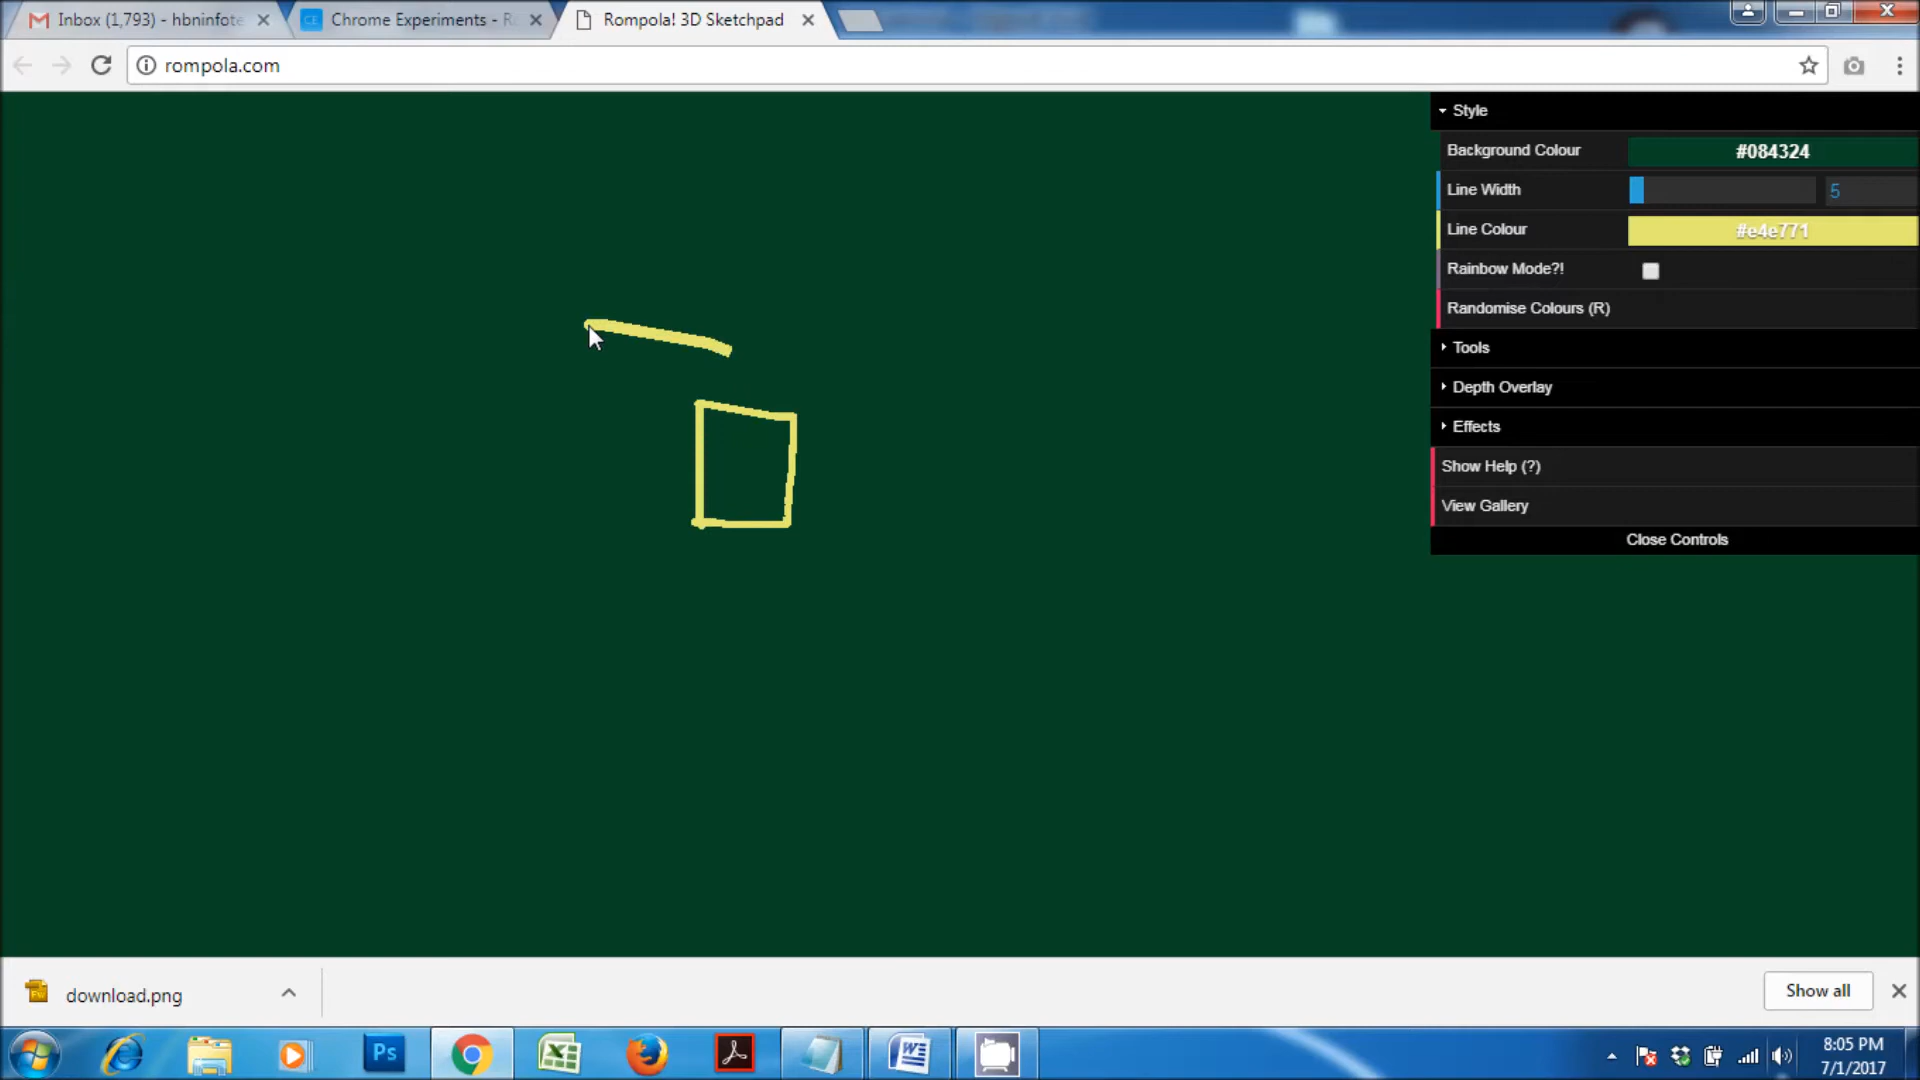 Inbox (1,793) - hbninfote
Chrome Experiments - R
Rompola! 3D Sketchpad
rompola.com
Style
Background Colour #084324
Line Width 5
Line Colour #e4e771
Rainbow Mode?!
Randomise Colours (R)
Tools
Depth Overlay
Effects
Show Help (?)
View Gallery
Close Controls
download.png
Show all
Ps
8:05 PM
7/1/2017